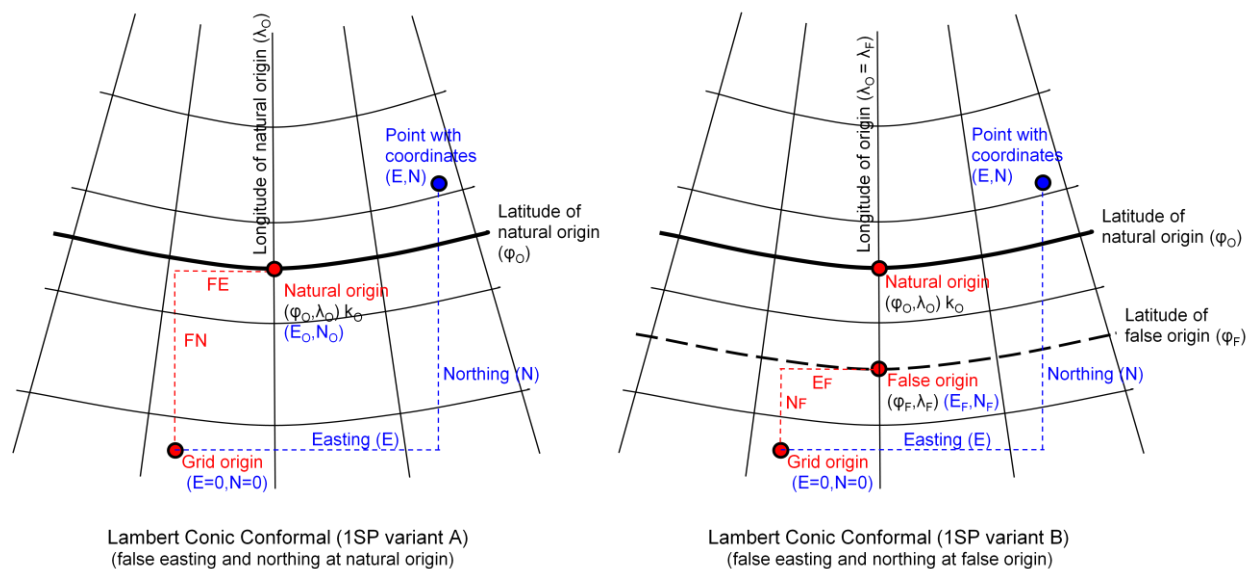 Longitude of natural origin (λO)
Point with
coordinates
(E,N)
Latitude of
natural origin
(φO)
FE
Natural origin
(φO,λO) kO
(EO,NO)
FN
Northing (N)
Easting (E)
Grid origin
(E=0,N=0)
Lambert Conic Conformal (1SP variant A)
(false easting and northing at natural origin)
Longitude of origin (λO = λF)
Point with
coordinates
(E,N)
Latitude of
natural origin (φO)
Natural origin
(φO,λO) kO
Latitude of
false origin (φF)
EF
False origin
(φF,λF) (EF,NF)
NF
Northing (N)
Easting (E)
Grid origin
(E=0,N=0)
Lambert Conic Conformal (1SP variant B)
(false easting and northing at false origin)